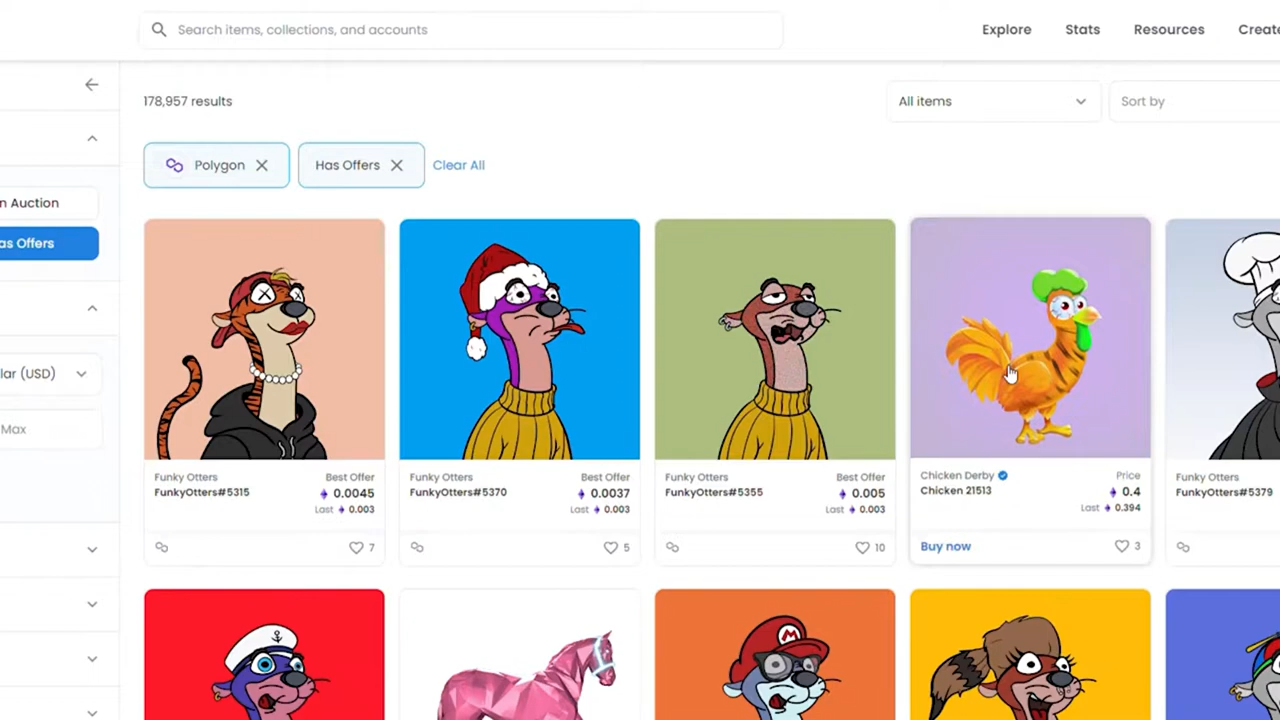 Search items, collections, and accounts
Explore
Stats
Resources
Create
178,957 results
All items
Sort by
Polygon
Has Offers
Clear All
n Auction
as Offers
lar (USD)
Max
Funky Otters
Best Offer
FunkyOtters#5315
0.0045
Last 0.003
7
Funky Otters
Best Offer
FunkyOtters#5370
0.0037
Last 0.003
5
Funky Otters
Best Offer
FunkyOtters#5355
0.005
Last 0.003
10
Chicken Derby
Price
Chicken 21513
0.4
Last 0.394
Buy now
3
Funky Otters
FunkyOtters#5379
M